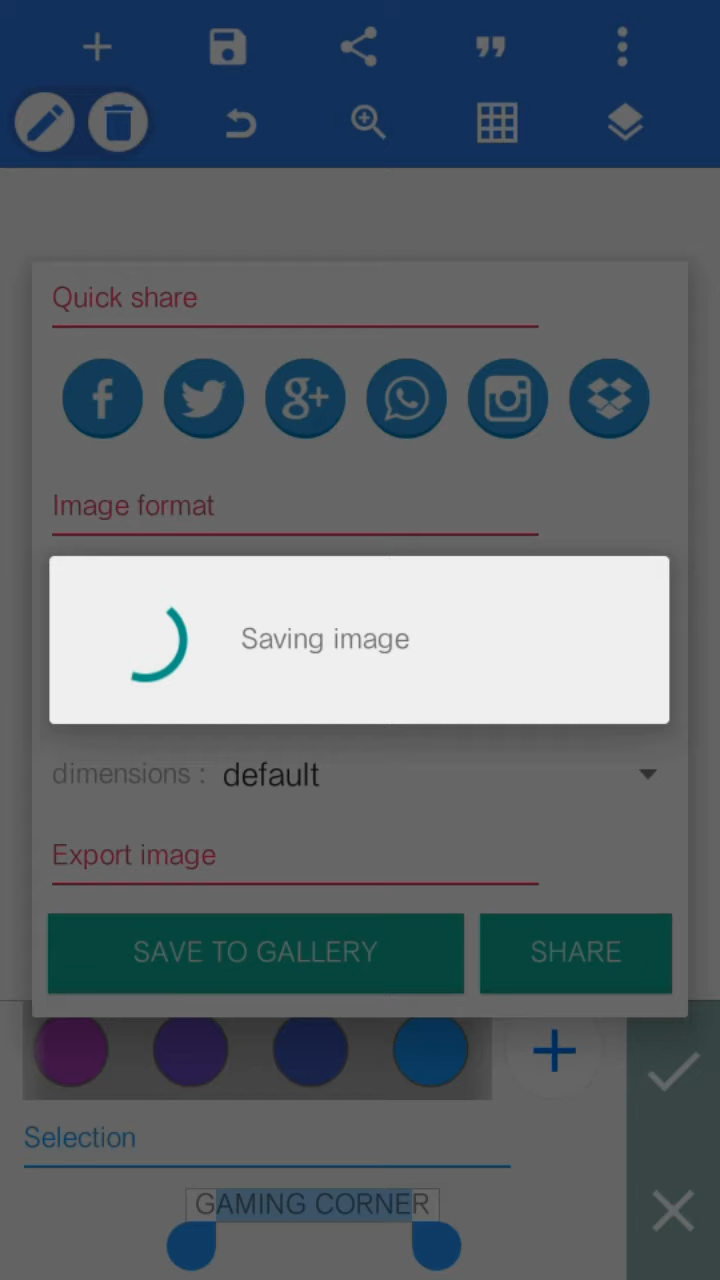 Quick share
Image format
Saving image
dimensions : default
Export image
SAVE TO GALLERY
SHARE
Selection
GAMING CORNER